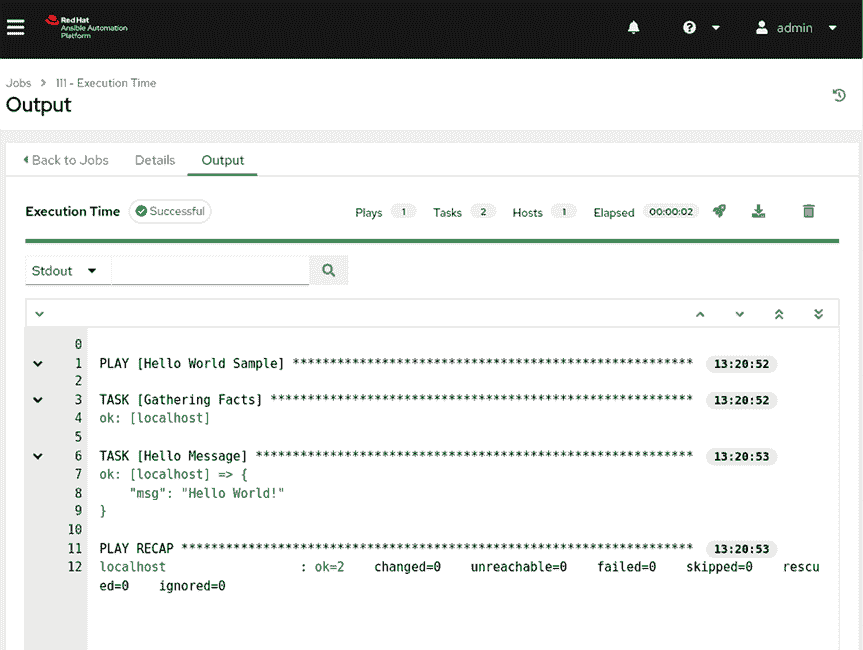 Red Hat
Ansible Automation
Platform
admin
Jobs > 111 - Execution Time
Output
Back to Jobs Details Output
Execution Time Successful Plays 1 Tasks 2 Hosts 1 Elapsed 00:00:02
Stdout
0
1 PLAY [Hello World Sample] ****************************************************** 13:20:52
2
3 TASK [Gathering Facts] ********************************************************* 13:20:52
4 ok: [localhost]
5
6 TASK [Hello Message] *********************************************************** 13:20:53
7 ok: [localhost] => {
8 "msg": "Hello World!"
9 }
10
11 PLAY RECAP ********************************************************************* 13:20:53
12 localhost : ok=2 changed=0 unreachable=0 failed=0 skipped=0 rescu
ed=0 ignored=0